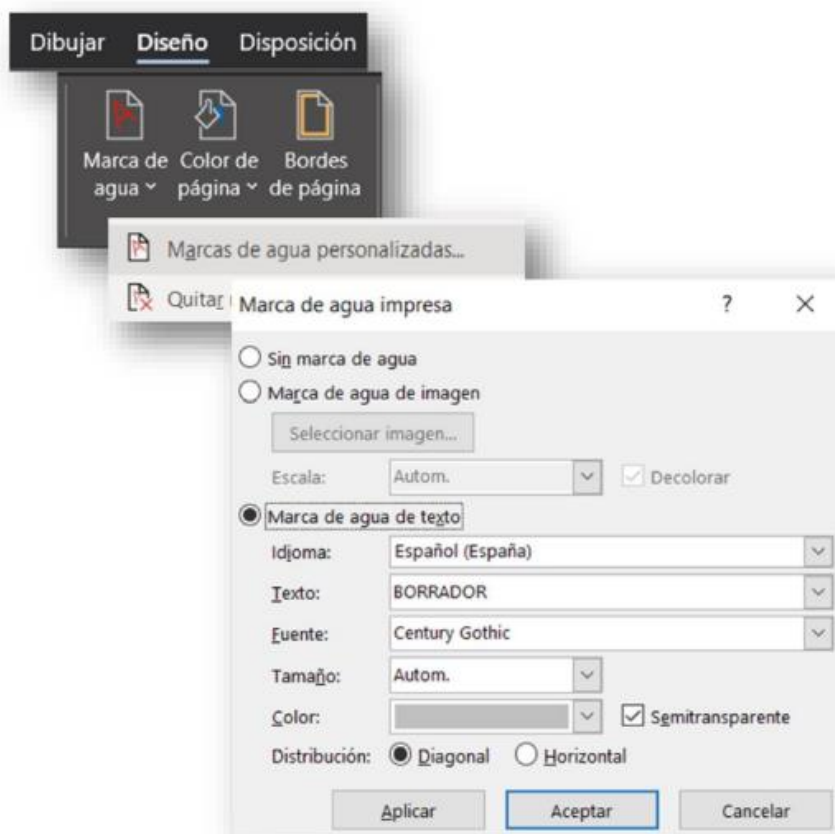 Dibujar Diseño Disposición
Marca de agua
Color de página
Bordes de página
Marcas de agua personalizadas...
Quitar
Marca de agua impresa ?
Sin marca de agua
Marca de agua de imagen
Seleccionar imagen...
Escala: Autom. Decolorar
Marca de agua de texto
Idioma: Español (España)
Texto: BORRADOR
Fuente: Century Gothic
Tamaño: Autom.
Color: Semitransparente
Distribución: Diagonal Horizontal
Aplicar Aceptar Cancelar